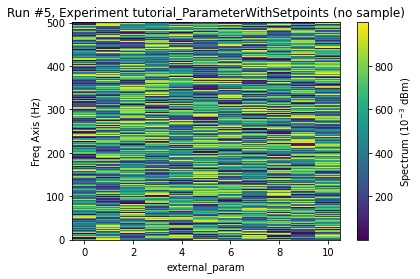 Run #5, Experiment tutorial_ParameterWithSetpoints (no sample)
500
400
300
200
100
0
Freq Axis (Hz)
0 2 4 6 8 10
external_param
800
600
400
200
Spectrum (10⁻³ dBm)